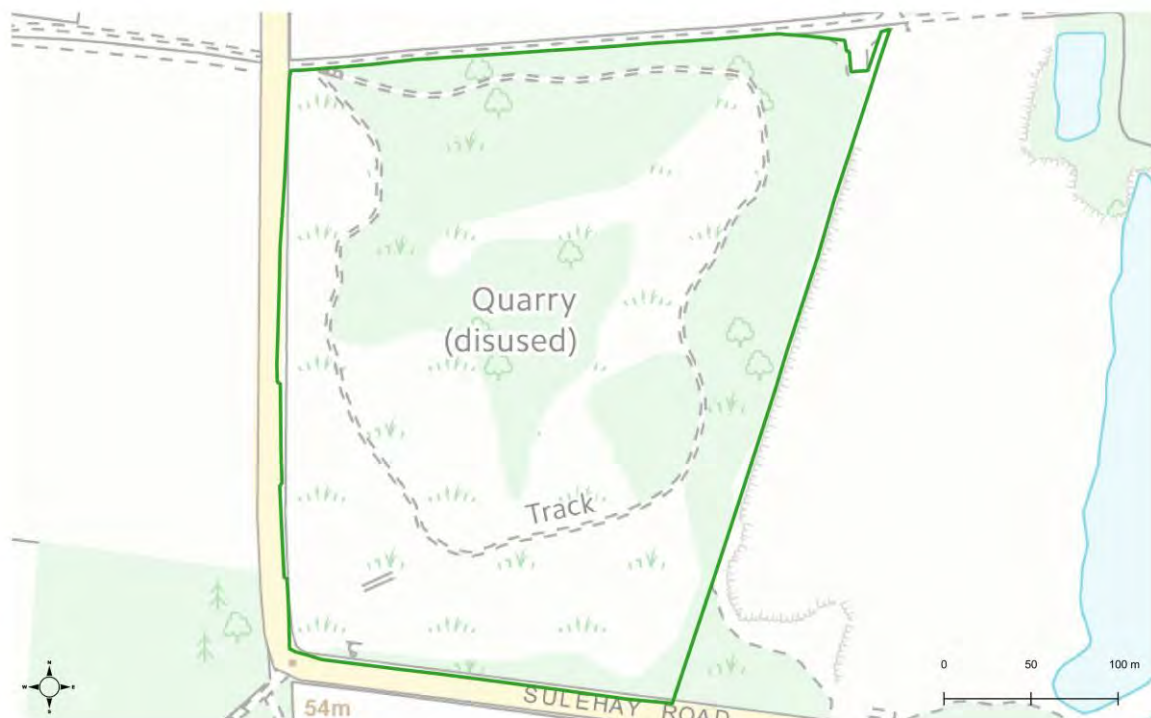 Quarry
(disused)
Track
N
W E
S
0 50 100 m
SULEHAY ROAD
54m